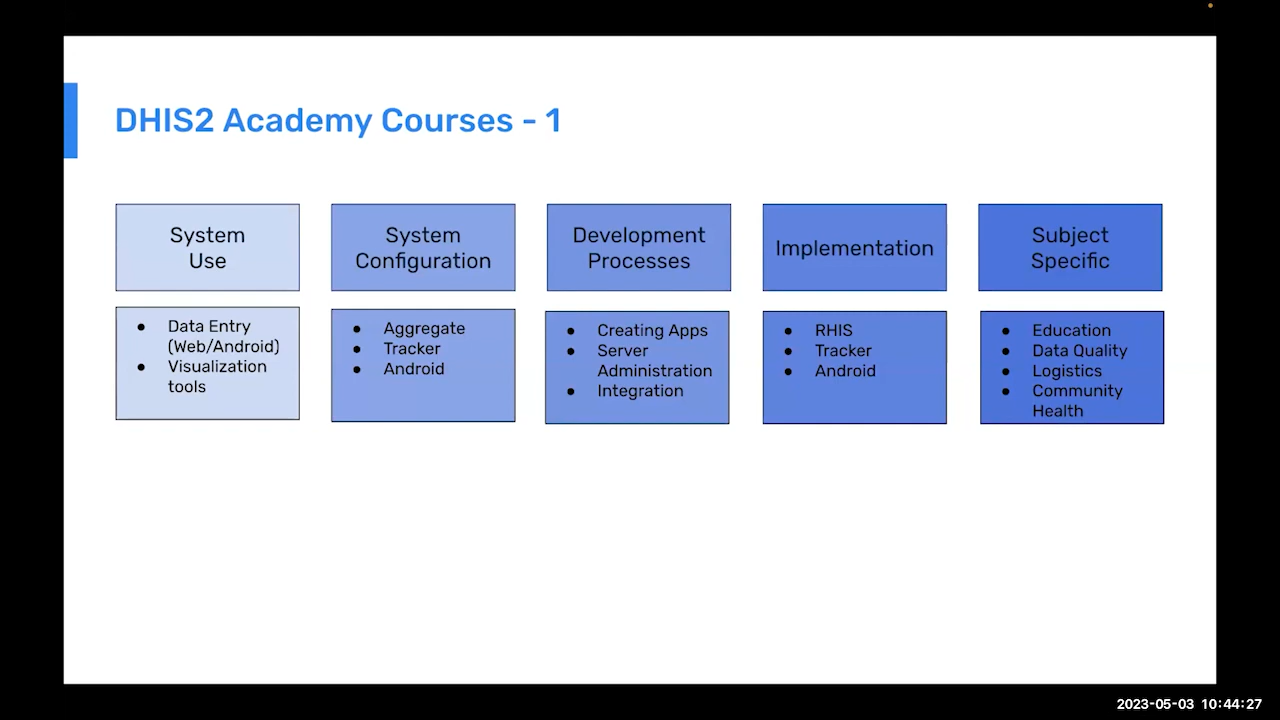 DHIS2 Academy Courses - 1
System
Use
System
Configuration
Development
Processes
Implementation
Subject
Specific
● Data Entry
(Web/Android)
● Visualization
tools
● Aggregate
● Tracker
● Android
● Creating Apps
● Server
Administration
● Integration
● RHIS
● Tracker
● Android
● Education
● Data Quality
● Logistics
● Community
Health
2023-05-03 10:44:27